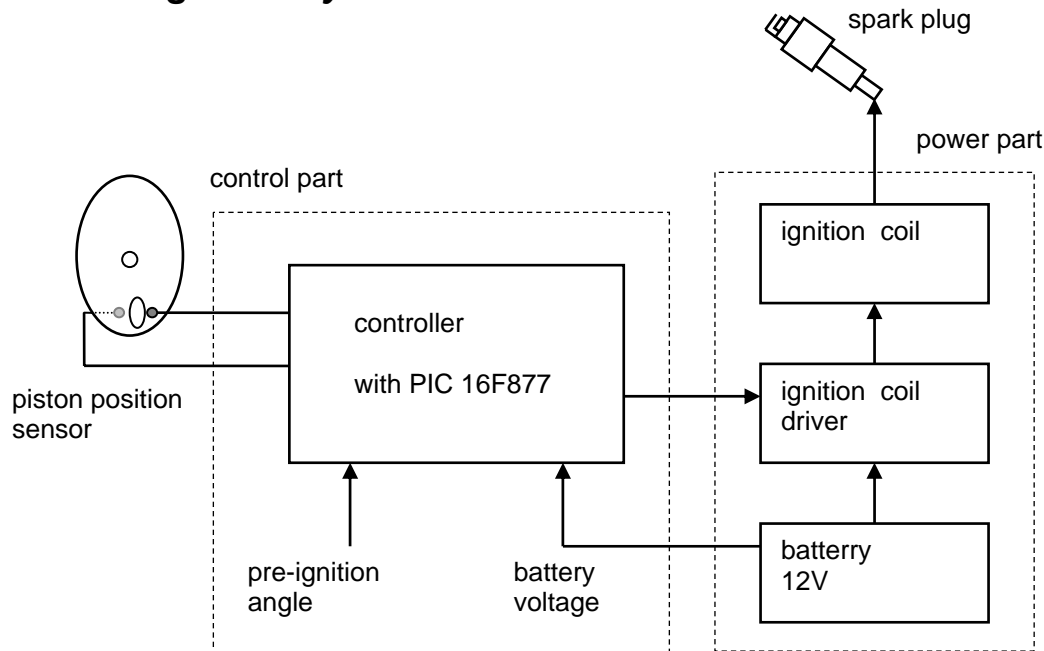 spark plug
power part
control part
ignition coil
controller
with PIC 16F877
piston position
sensor
ignition coil
driver
pre-ignition
angle
battery
voltage
batterry
12V